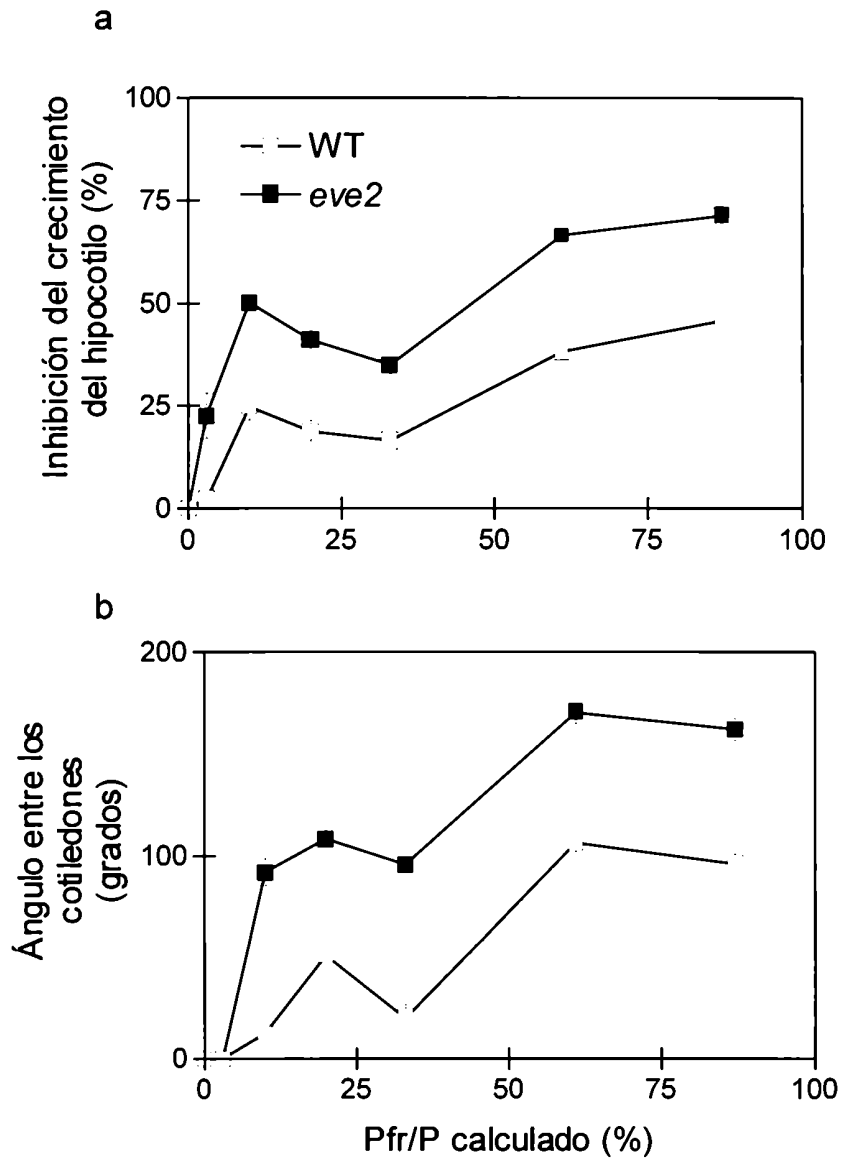 a
Inhibición del crecimiento
del hipocotilo (%)
100
75
50
25
0
WT
eve2
0 25 50 75 100
b
Ángulo entre los
cotiledones
(grados)
200
100
0
0 25 50 75 100
Pfr/P calculado (%)